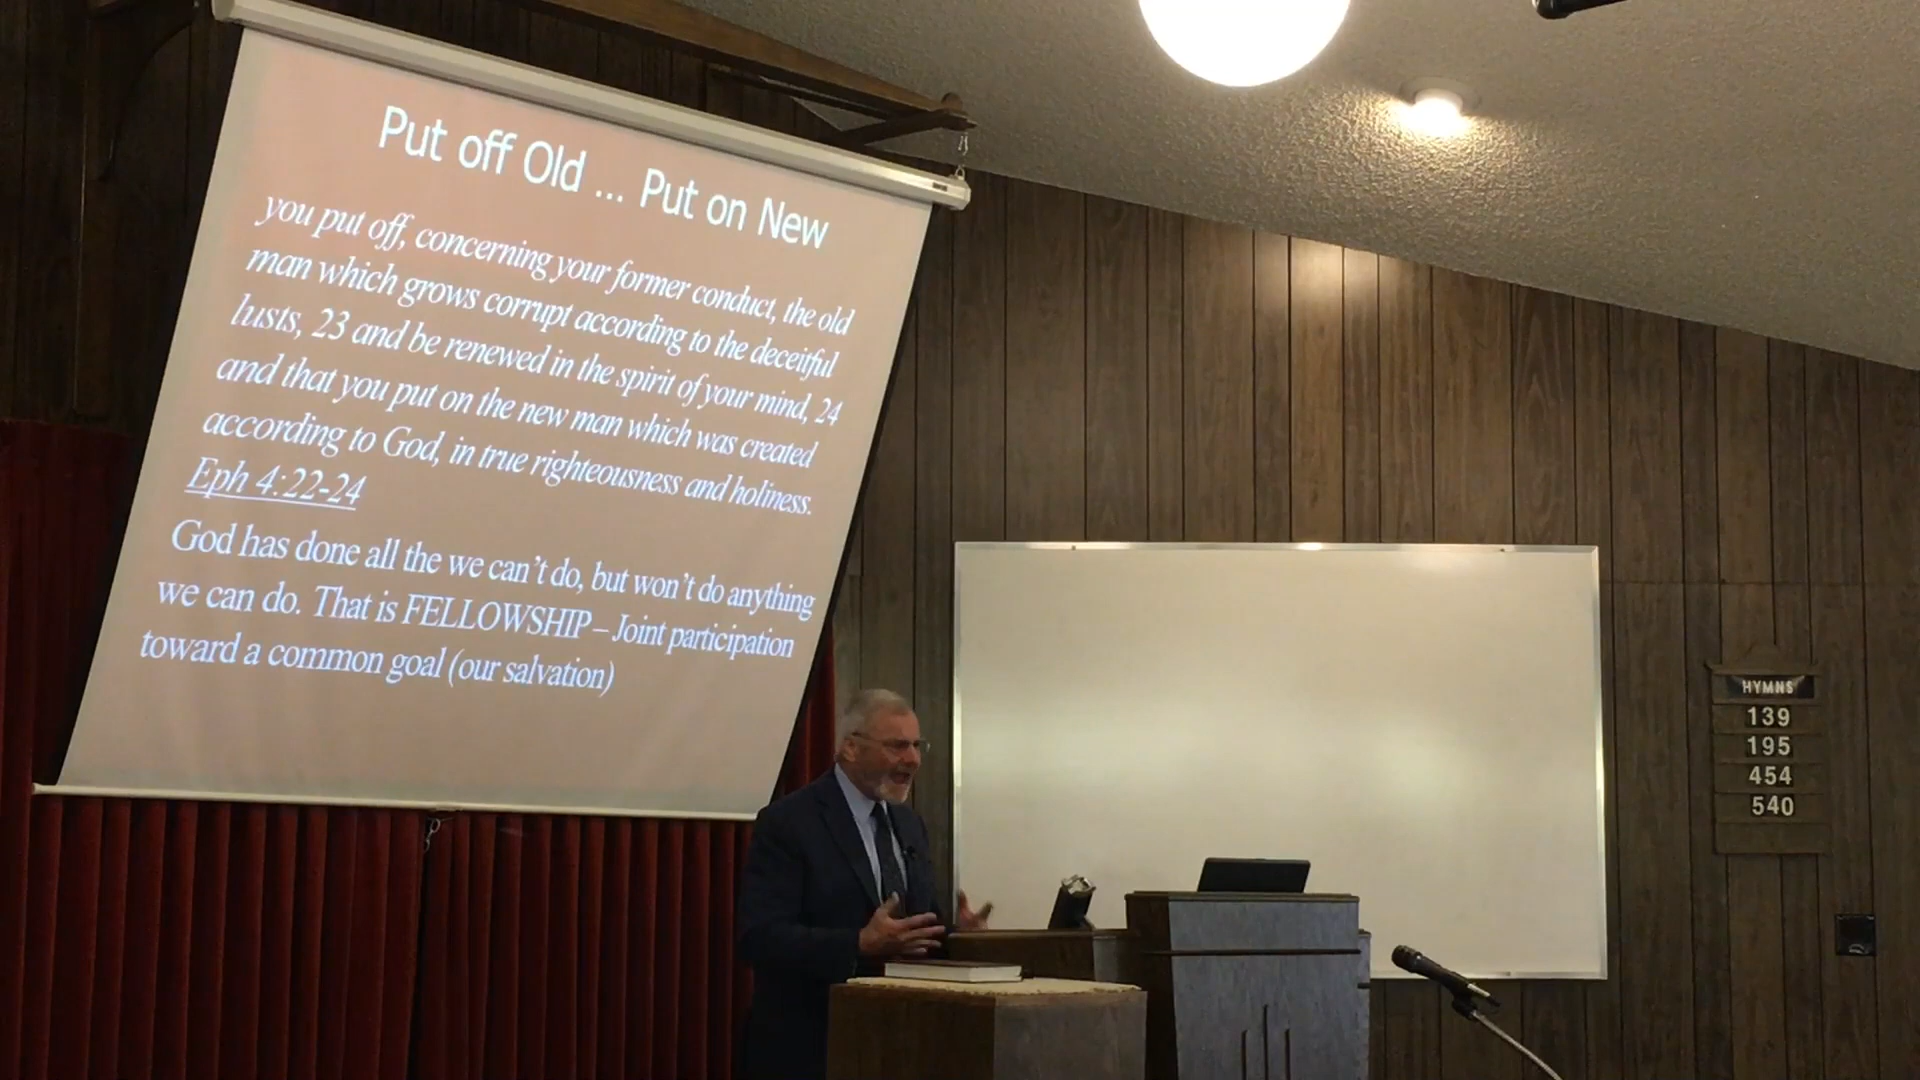 Put off Old ... Put on New
you put off, concerning your former conduct, the old
man which grows corrupt according to the deceitful
lusts, 23 and be renewed in the spirit of your mind, 24
and that you put on the new man which was created
according to God, in true righteousness and holiness.
Eph 4:22-24
God has done all the we can't do, but won't do anything
we can do. That is FELLOWSHIP – Joint participation
toward a common goal (our salvation)
HYMNS
139
195
454
540